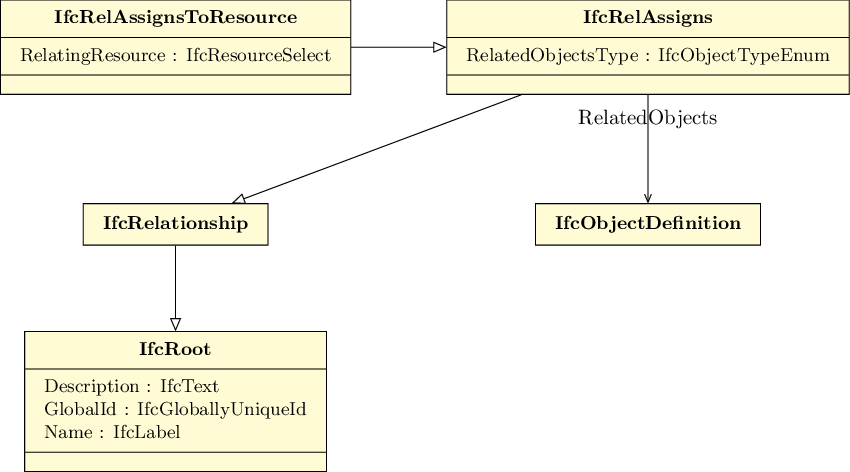 IfcRelAssignsToResource
RelatingResource : IfcResourceSelect
IfcRelAssigns
RelatedObjectsType : IfcObjectTypeEnum
RelatedObjects
IfcRelationship
IfcObjectDefinition
IfcRoot
Description : IfcText
GlobalId : IfcGloballyUniqueId
Name : IfcLabel